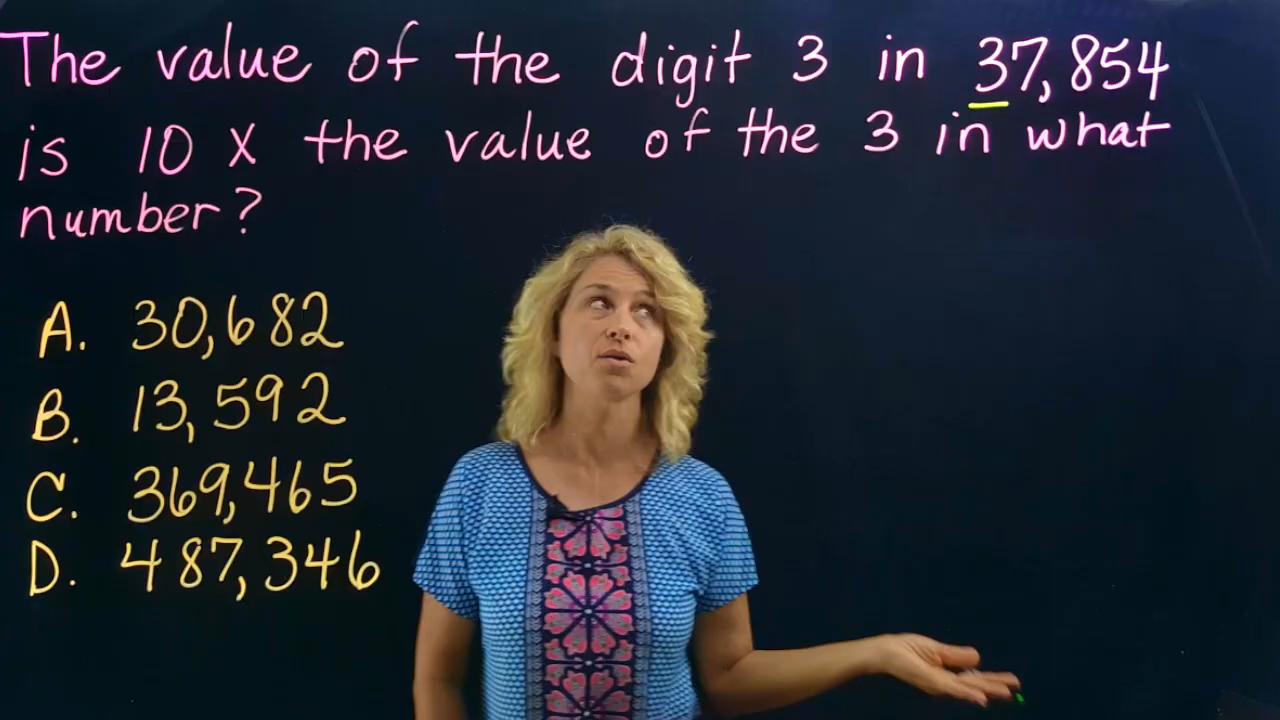 The value of the digit 3 in 37,854
is 10 X the value of the 3 in what
number?
A. 30,682
B. 13,592
C. 369,465
D. 487,346